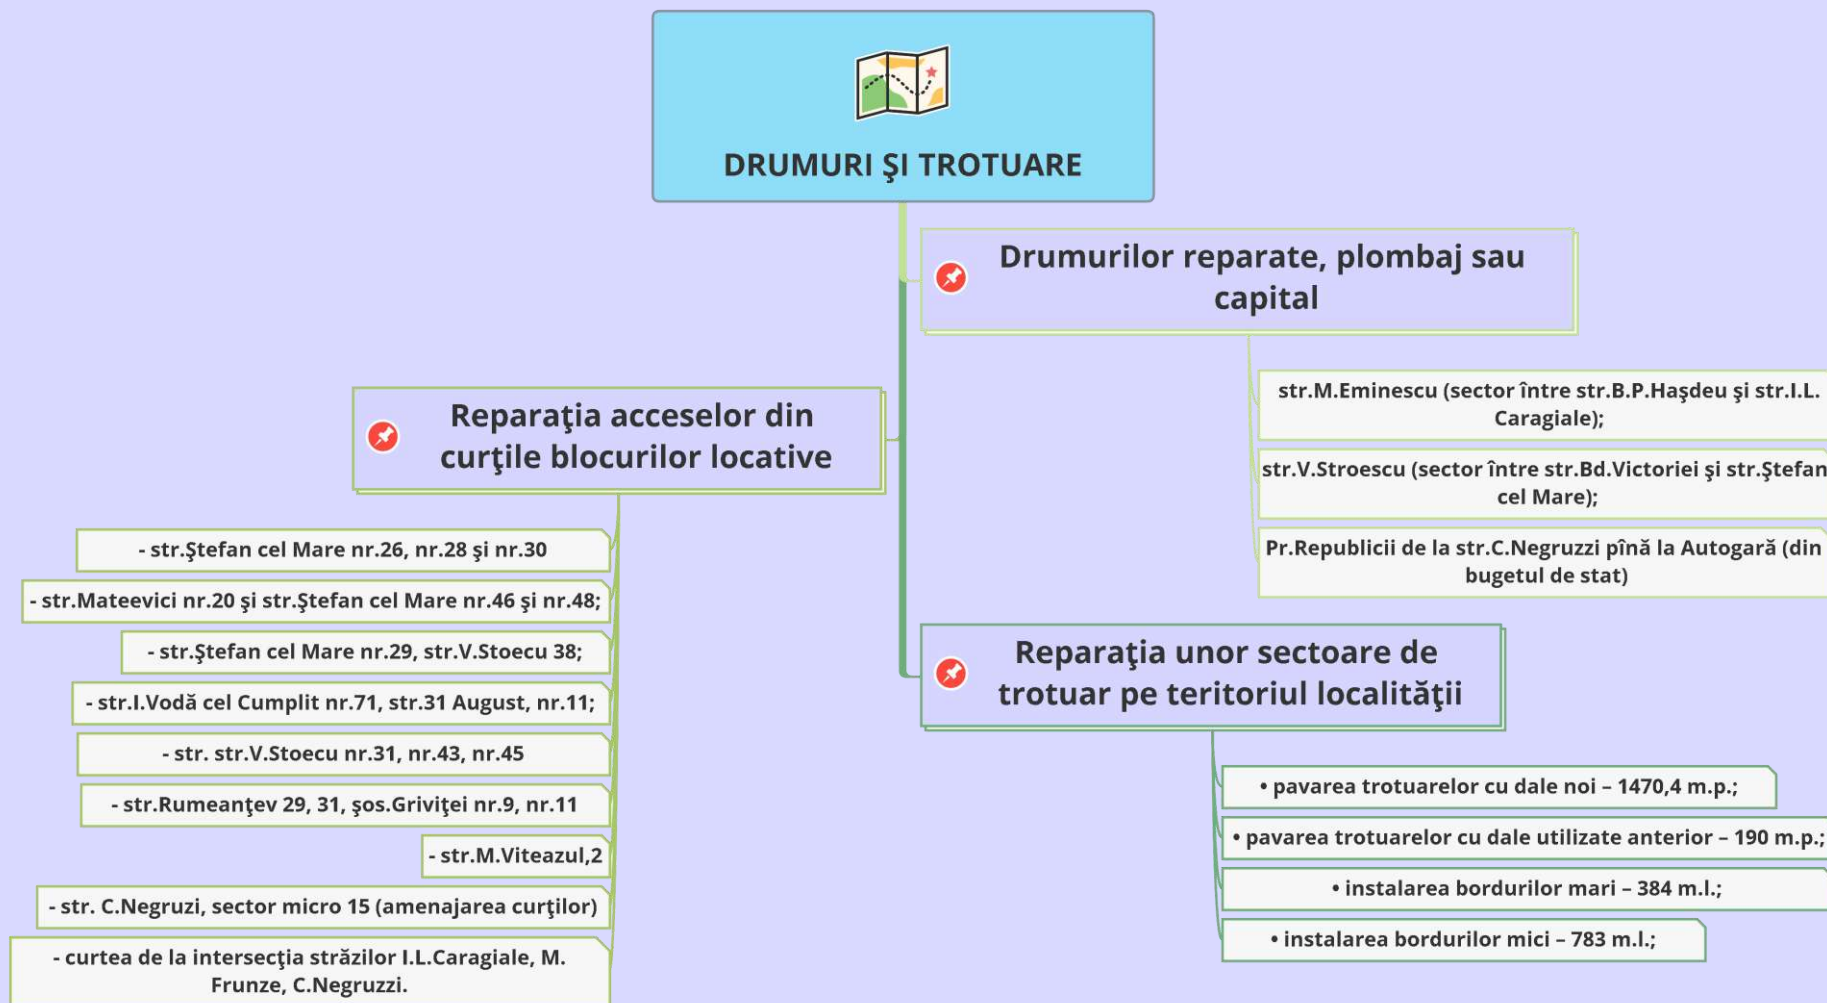 DRUMURI ŞI TROTUARE
Drumurilor reparate, plombaj sau
capital
str.M.Eminescu (sector între str.B.P.Haşdeu şi str.I.L.
Caragiale);
str.V.Stroescu (sector între str.Bd.Victoriei şi str.Ştefan
cel Mare);
Pr.Republicii de la str.C.Negruzzi pînă la Autogară (din
bugetul de stat)
Reparaţia acceselor din
curţile blocurilor locative
- str.Ştefan cel Mare nr.26, nr.28 şi nr.30
- str.Mateevici nr.20 şi str.Ştefan cel Mare nr.46 şi nr.48;
- str.Ştefan cel Mare nr.29, str.V.Stoecu 38;
- str.I.Vodă cel Cumplit nr.71, str.31 August, nr.11;
- str. str.V.Stoecu nr.31, nr.43, nr.45
- str.Rumeanţev 29, 31, şos.Griviţei nr.9, nr.11
- str.M.Viteazul,2
- str. C.Negruzi, sector micro 15 (amenajarea curţilor)
- curtea de la intersecţia străzilor I.L.Caragiale, M.
Frunze, C.Negruzzi.
Reparaţia unor sectoare de
trotuar pe teritoriul localităţii
• pavarea trotuarelor cu dale noi – 1470,4 m.p.;
• pavarea trotuarelor cu dale utilizate anterior – 190 m.p.;
• instalarea bordurilor mari – 384 m.l.;
• instalarea bordurilor mici – 783 m.l.;